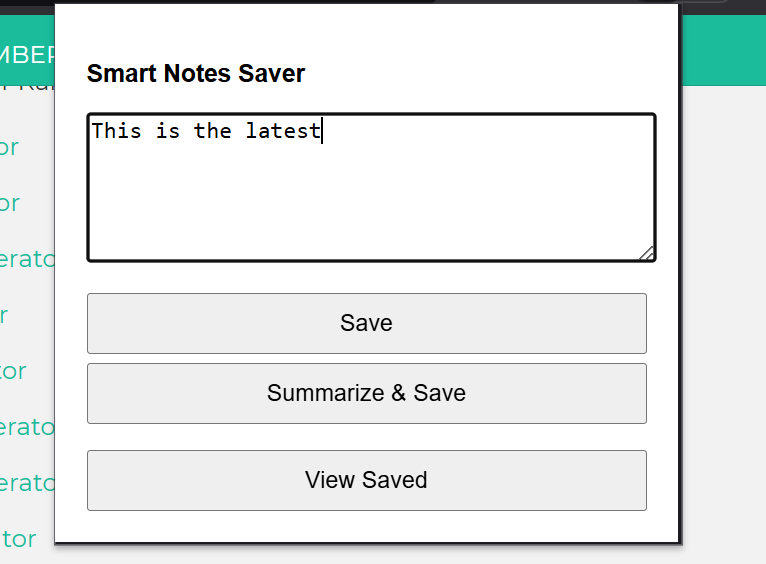 MBER
or
or
erato
r
tor
erato
erato
tor
Smart Notes Saver
This is the latest
Save
Summarize & Save
View Saved